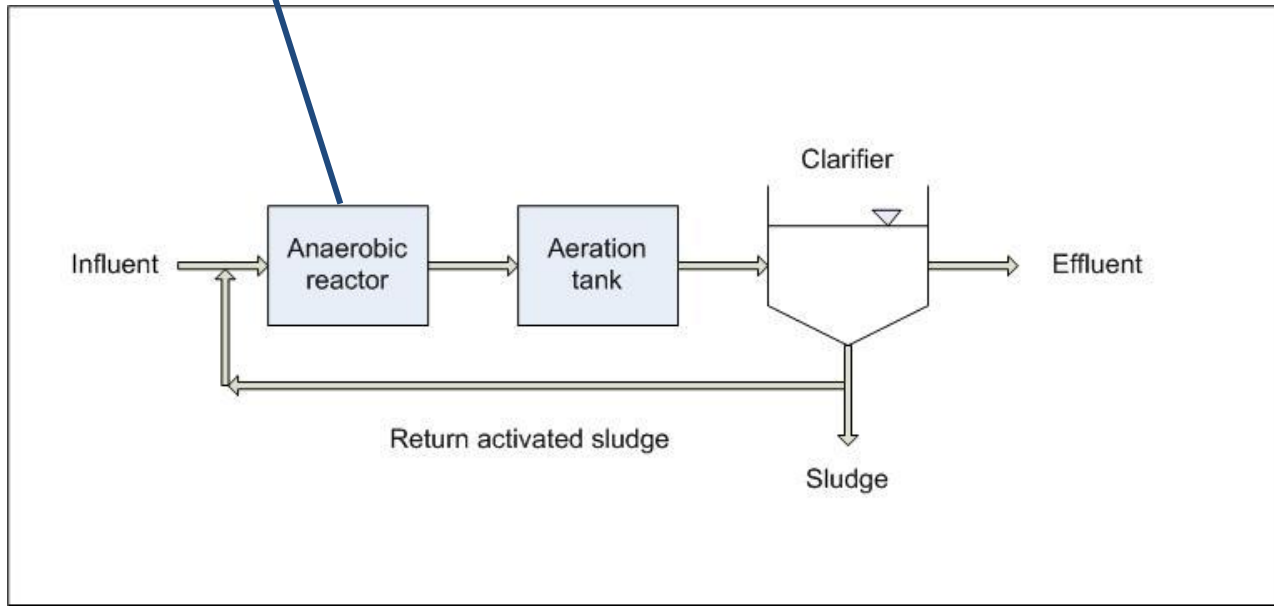 Clarifier
Influent
Anaerobic
reactor
Aeration
tank
Effluent
Return activated sludge
Sludge